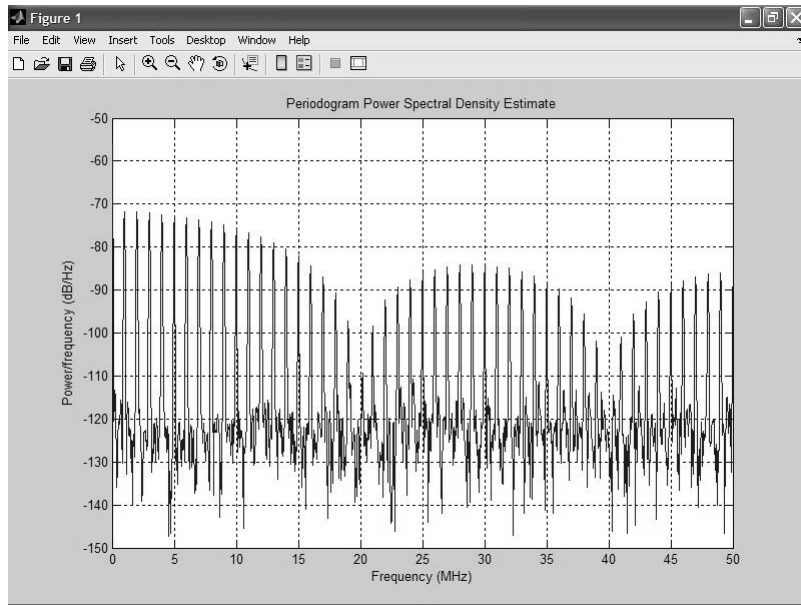 Figure 1
File Edit View Insert Tools Desktop Window Help
Periodogram Power Spectral Density Estimate
Power/frequency (dB/Hz)
-50
-60
-70
-80
-90
-100
-110
-120
-130
-140
-150
0 5 10 15 20 25 30 35 40 45 50
Frequency (MHz)